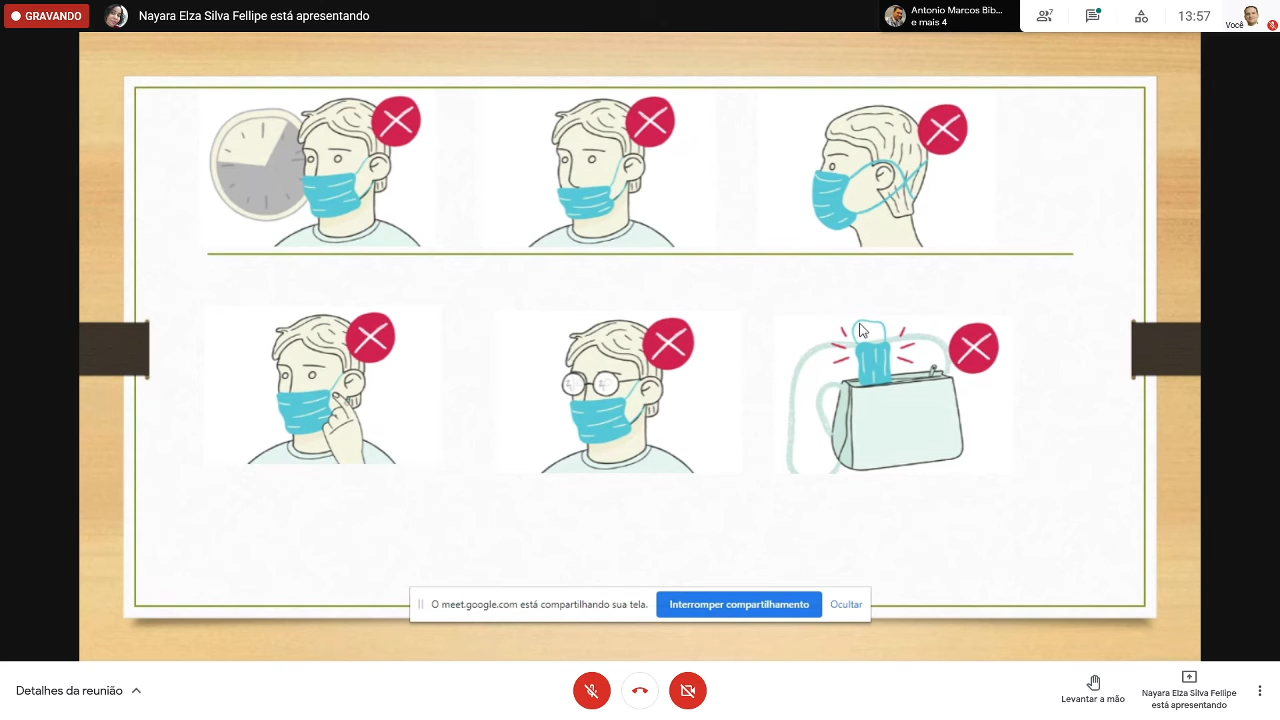 GRAVANDO
Nayara Elza Silva Fellipe está apresentando
Antonio Marcos Bib...
e mais 4
7
13:57
Você
O meet.google.com está compartilhando sua tela.
Interromper compartilhamento
Ocultar
Detalhes da reunião
Levantar a mão
Nayara Elza Silva Fellipe
está apresentando